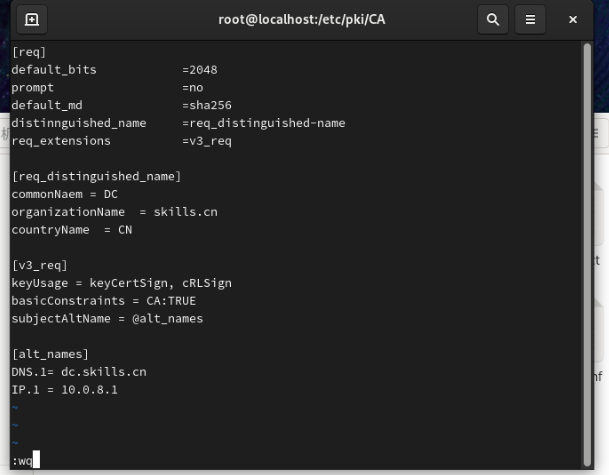 root@localhost:/etc/pki/CA
[req]
default_bits =2048
prompt =no
default_md =sha256
distinnguished_name =req_distinguished-name
req_extensions =v3_req
[req_distinguished_name]
commonNaem = DC
organizationName = skills.cn
countryName = CN
[v3_req]
keyUsage = keyCertSign, cRLSign
basicConstraints = CA:TRUE
subjectAltName = @alt_names
[alt_names]
DNS.1= dc.skills.cn
IP.1 = 10.0.8.1
~
~
~
:wq